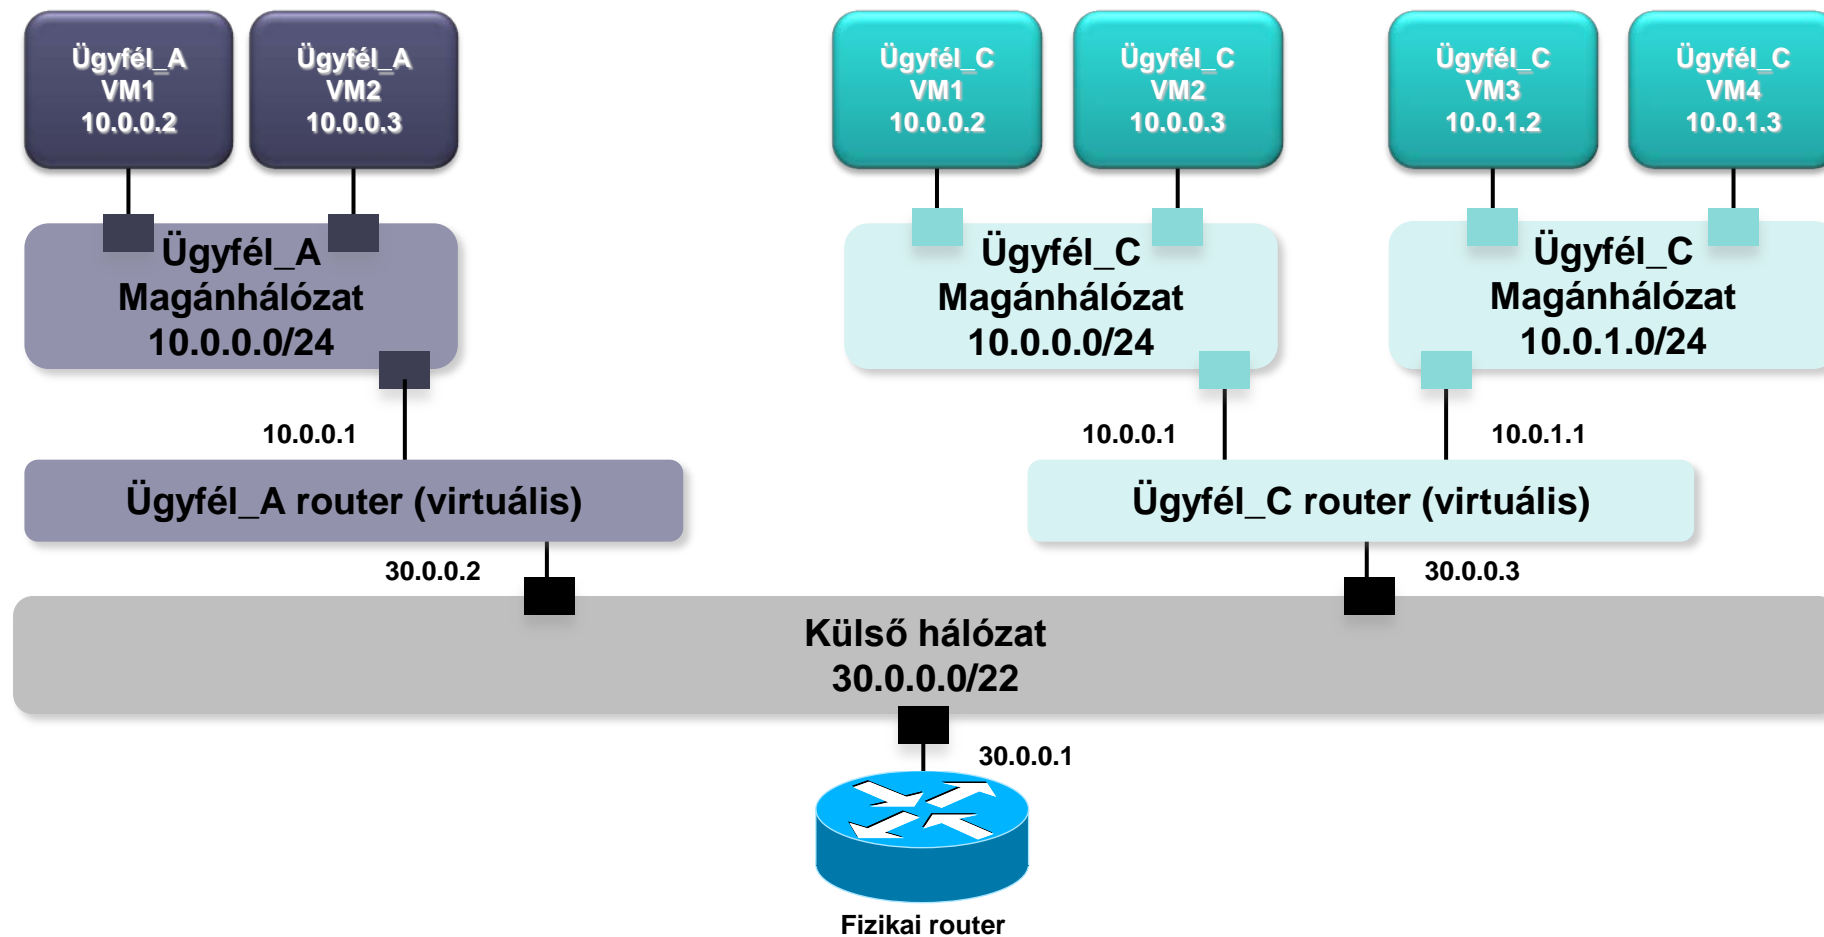 Ügyfél_A
VM1
10.0.0.2
Ügyfél_A
VM2
10.0.0.3
Ügyfél_C
VM1
10.0.0.2
Ügyfél_C
VM2
10.0.0.3
Ügyfél_C
VM3
10.0.1.2
Ügyfél_C
VM4
10.0.1.3
Ügyfél_A
Magánhálózat
10.0.0.0/24
Ügyfél_C
Magánhálózat
10.0.0.0/24
Ügyfél_C
Magánhálózat
10.0.1.0/24
10.0.0.1
10.0.0.1
10.0.1.1
Ügyfél_A router (virtuális)
Ügyfél_C router (virtuális)
30.0.0.2
30.0.0.3
Külső hálózat
30.0.0.0/22
30.0.0.1
Fizikai router